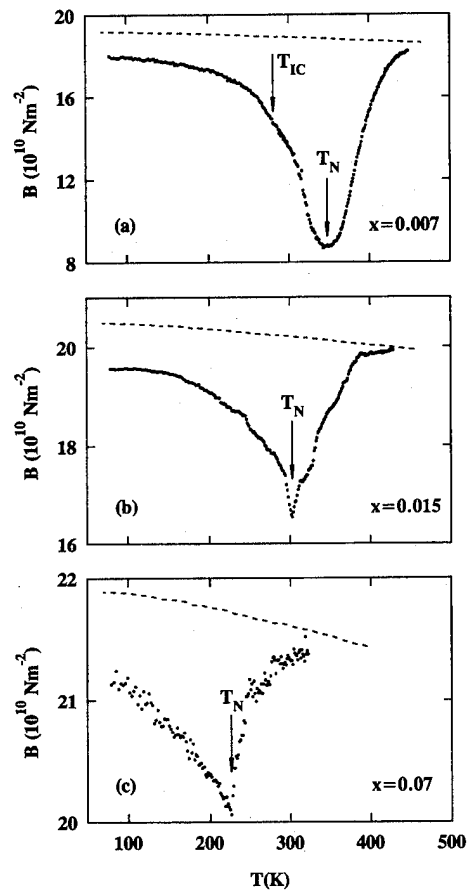 20
16
12
8
B (10^10 Nm^-2)
T_IC
T_N
(a)
x=0.007
22
20
18
16
B (10^10 Nm^-2)
T_N
(b)
x=0.015
22
21
20
B (10^10 Nm^-2)
T_N
(c)
x=0.07
100 200 300 400 500
T(K)